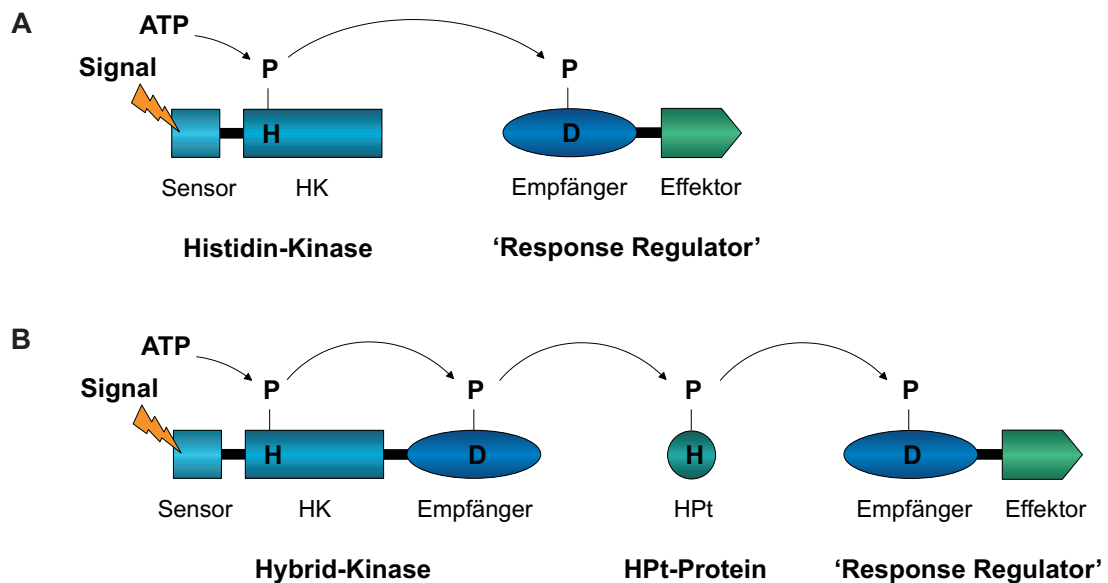 A
ATP
P
P
Signal
H
D
Sensor
HK
Empfänger
Effektor
Histidin-Kinase
‘Response Regulator’
B
ATP
P
P
P
P
Signal
H
D
H
D
Sensor
HK
Empfänger
HPt
Empfänger
Effektor
Hybrid-Kinase
HPt-Protein
‘Response Regulator’